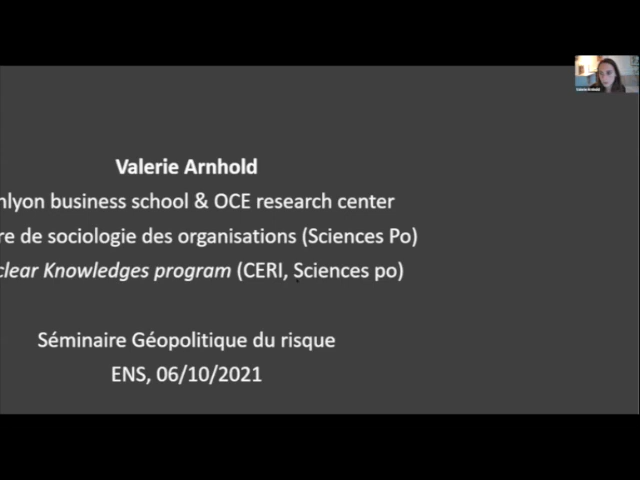 Valerie Arnhold
nlyon business school & OCE research center
re de sociologie des organisations (Sciences Po)
clear Knowledges program (CERI, Sciences po)
Séminaire Géopolitique du risque
ENS, 06/10/2021